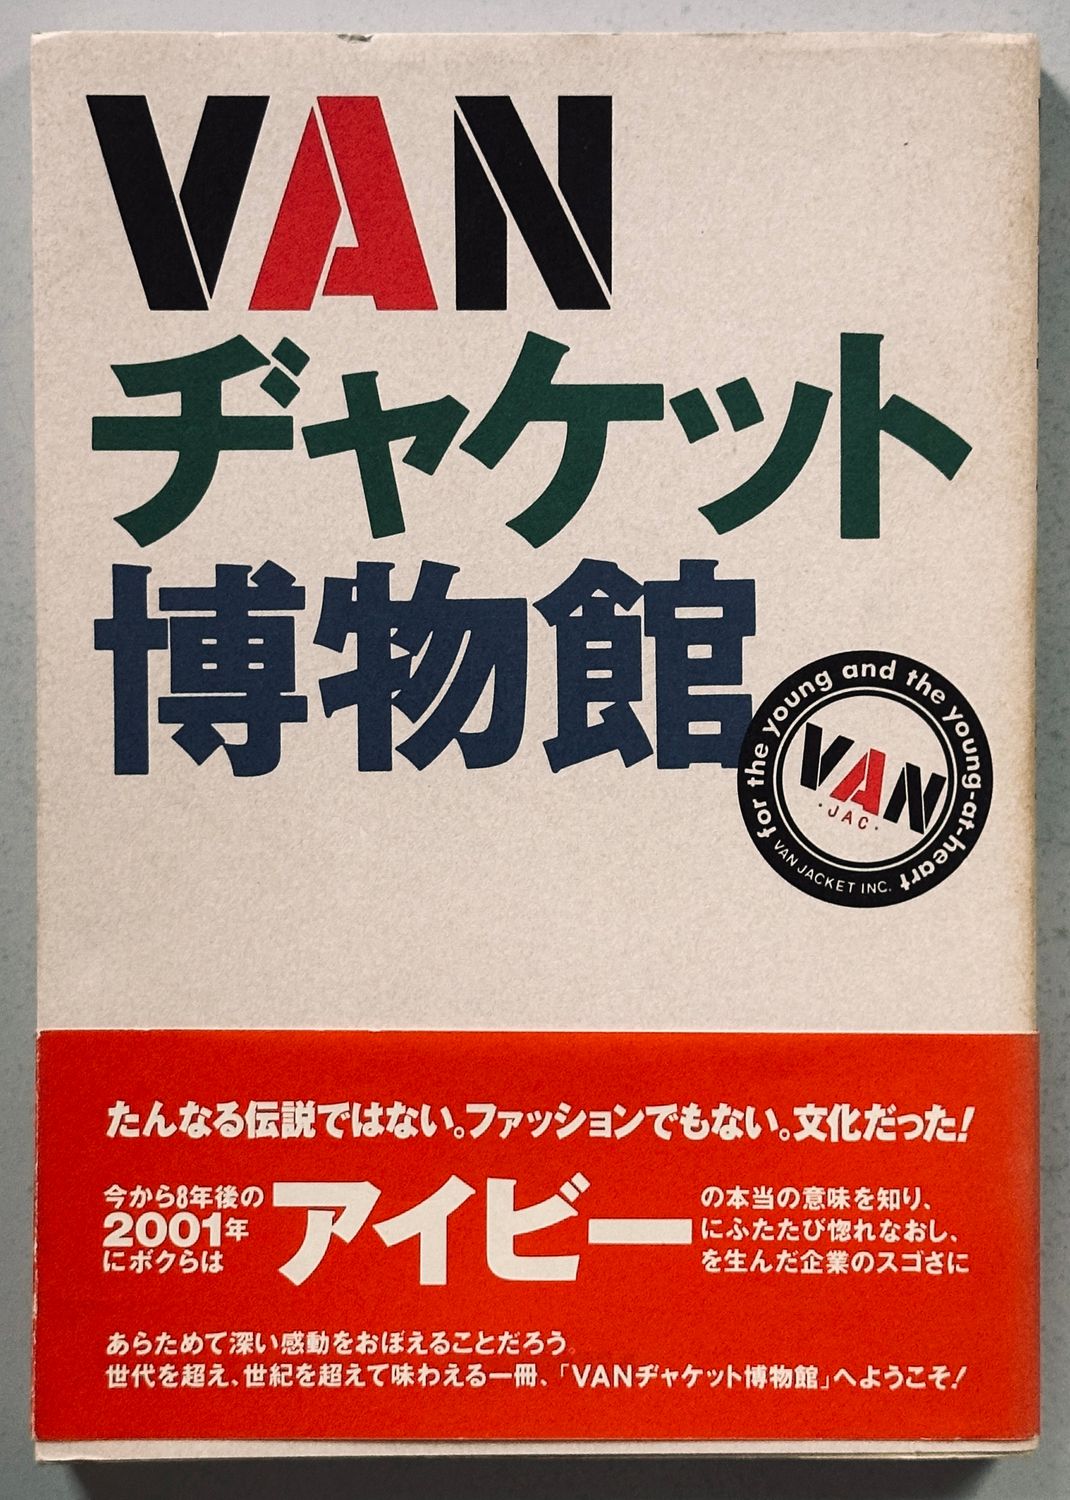 VAN
ヂャケット
博物館
for the young and the young-at-heart
VAN
・JAC・
VAN JACKET INC.
たんなる伝説ではない。ファッションでもない。文化だった!
今から8年後の
2001年
にボクらは
アイビー
の本当の意味を知り、
にふたたび惚れなおし、
を生んだ企業のスゴさに
あらためて深い感動をおぼえることだろう。
世代を超え、世紀を超えて味わえる一冊、「VANヂャケット博物館」へようこそ!